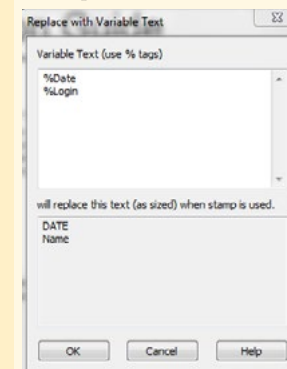 Replace with Variable Text
Variable Text (use % tags)
%Date
%Login
will replace this text (as sized) when stamp is used.
DATE
Name
OK
Cancel
Help